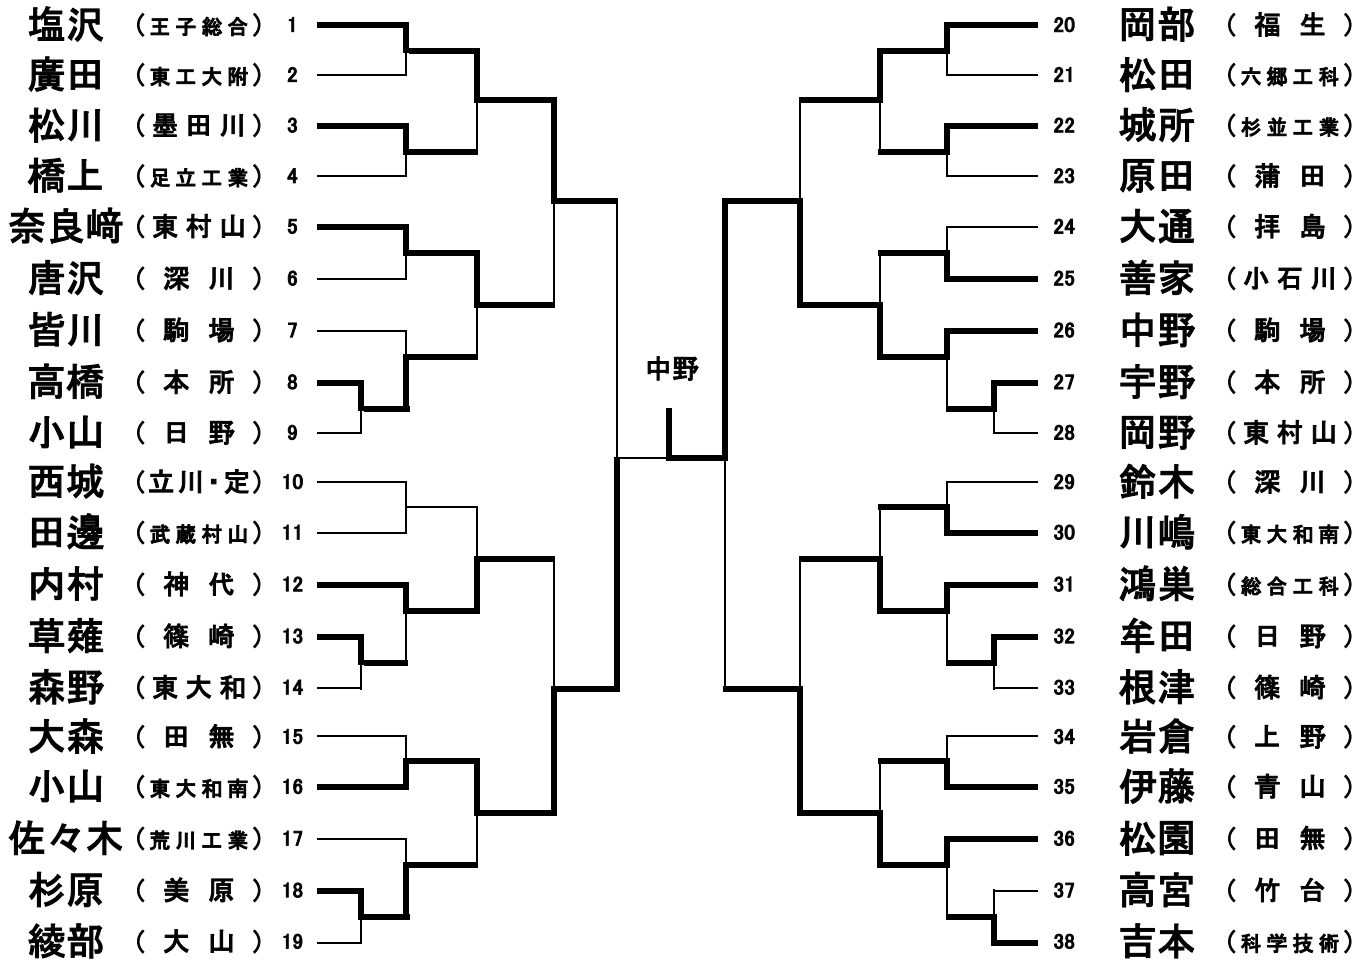 塩沢 （王子総合） 1
廣田 （東工大附） 2
松川 （墨田川） 3
橋上 （足立工業） 4
奈良﨑 （東村山） 5
唐沢 （深川） 6
皆川 （駒場） 7
高橋 （本所） 8
小山 （日野） 9
西城 （立川・定） 10
田邊 （武蔵村山） 11
内村 （神代） 12
草薙 （篠崎） 13
森野 （東大和） 14
大森 （田無） 15
小山 （東大和南） 16
佐々木 （荒川工業） 17
杉原 （美原） 18
綾部 （大山） 19
中野
20 岡部 （福生）
21 松田 （六郷工科）
22 城所 （杉並工業）
23 原田 （蒲田）
24 大通 （拝島）
25 善家 （小石川）
26 中野 （駒場）
27 宇野 （本所）
28 岡野 （東村山）
29 鈴木 （深川）
30 川嶋 （東大和南）
31 鴻巣 （総合工科）
32 牟田 （日野）
33 根津 （篠崎）
34 岩倉 （上野）
35 伊藤 （青山）
36 松園 （田無）
37 高宮 （竹台）
38 吉本 （科学技術）